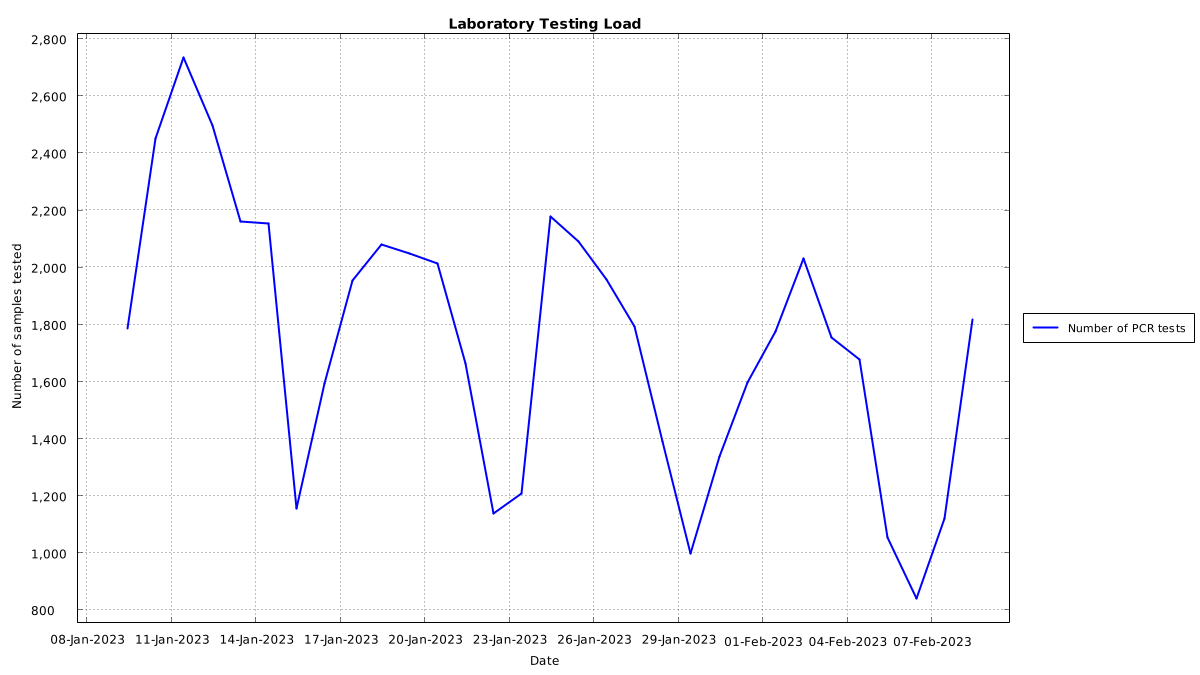 Laboratory Testing Load
2,800
2,600
2,400
2,200
2,000
1,800
1,600
1,400
1,200
1,000
800
Number of samples tested
08-Jan-2023 11-Jan-2023 14-Jan-2023 17-Jan-2023 20-Jan-2023 23-Jan-2023 26-Jan-2023 29-Jan-2023 01-Feb-2023 04-Feb-2023 07-Feb-2023
Date
Number of PCR tests